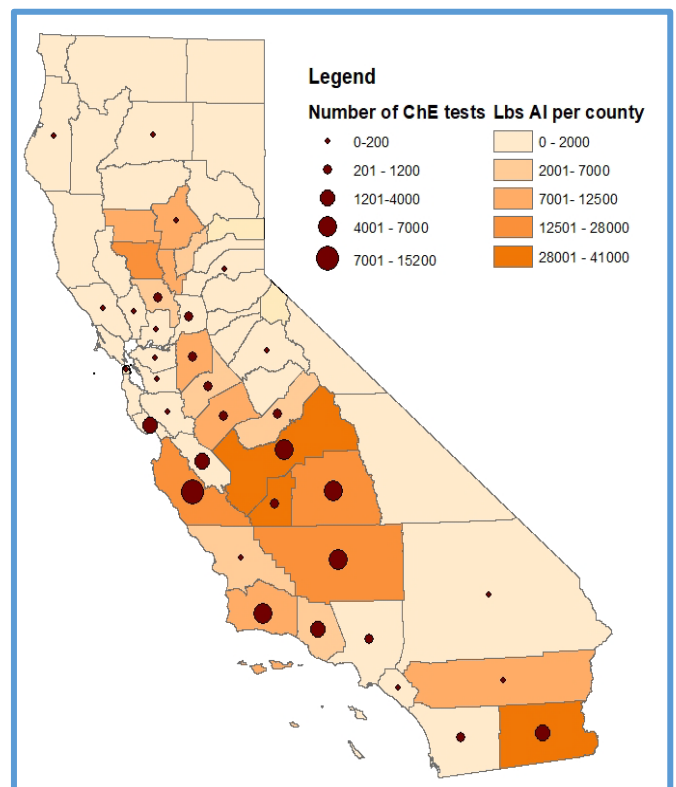 Legend
Number of ChE tests Lbs AI per county
0-200 0 - 2000
201 - 1200 2001- 7000
1201-4000 7001- 12500
4001 - 7000 12501 - 28000
7001 - 15200 28001 - 41000